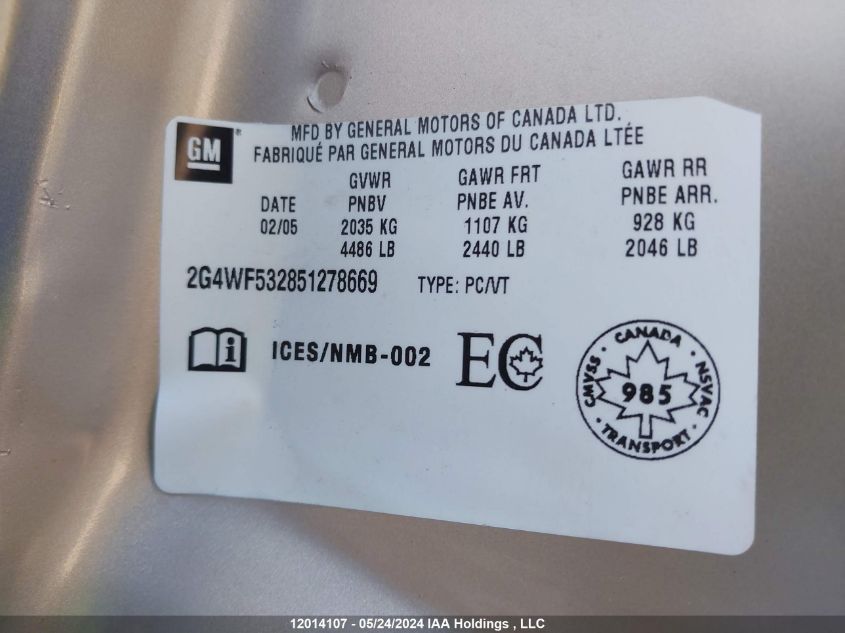 GM®
MFD BY GENERAL MOTORS OF CANADA LTD.
FABRIQUÉ PAR GENERAL MOTORS DU CANADA LTÉE
GVWR GAWR FRT GAWR RR
DATE PNBV PNBE AV. PNBE ARR.
02/05 2035 KG 1107 KG 928 KG
4486 LB 2440 LB 2046 LB
2G4WF532851278669 TYPE: PC/VT
i ICES/NMB-002 EC
CANADA
CMVSS · NSVAC
985
TRANSPORT
12014107 - 05/24/2024 IAA Holdings , LLC